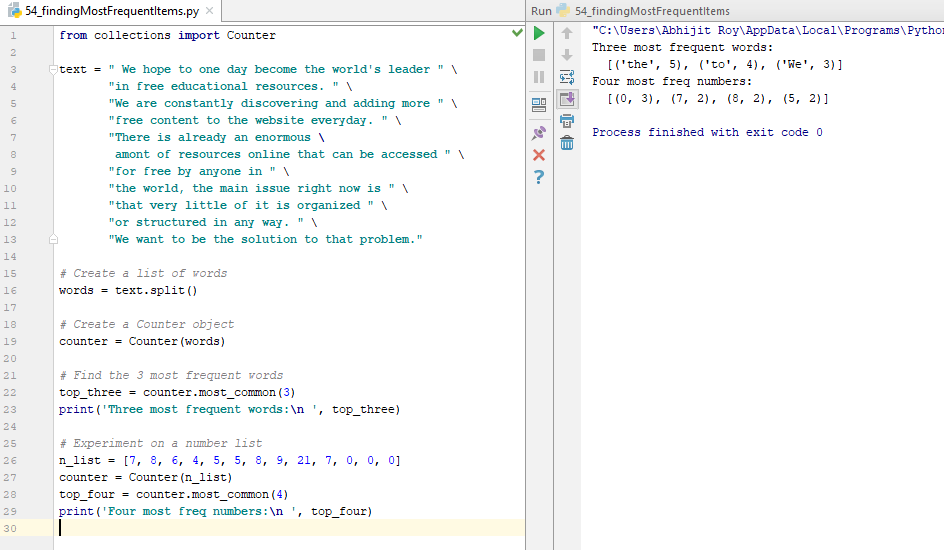 54_findingMostFrequentItems.py
1 from collections import Counter
2
3 text = " We hope to one day become the world's leader " \
4 "in free educational resources. " \
5 "We are constantly discovering and adding more " \
6 "free content to the website everyday. " \
7 "There is already an enormous \
8 amont of resources online that can be accessed " \
9 "for free by anyone in " \
10 "the world, the main issue right now is " \
11 "that very little of it is organized " \
12 "or structured in any way. " \
13 "We want to be the solution to that problem."
14
15 # Create a list of words
16 words = text.split()
17
18 # Create a Counter object
19 counter = Counter(words)
20
21 # Find the 3 most frequent words
22 top_three = counter.most_common(3)
23 print('Three most frequent words:\n ', top_three)
24
25 # Experiment on a number list
26 n_list = [7, 8, 6, 4, 5, 5, 8, 9, 21, 7, 0, 0, 0]
27 counter = Counter(n_list)
28 top_four = counter.most_common(4)
29 print('Four most freq numbers:\n ', top_four)
30
Run 54_findingMostFrequentItems
"C:\Users\Abhijit Roy\AppData\Local\Programs\Python
Three most frequent words:
[('the', 5), ('to', 4), ('We', 3)]
Four most freq numbers:
[(0, 3), (7, 2), (8, 2), (5, 2)]
Process finished with exit code 0